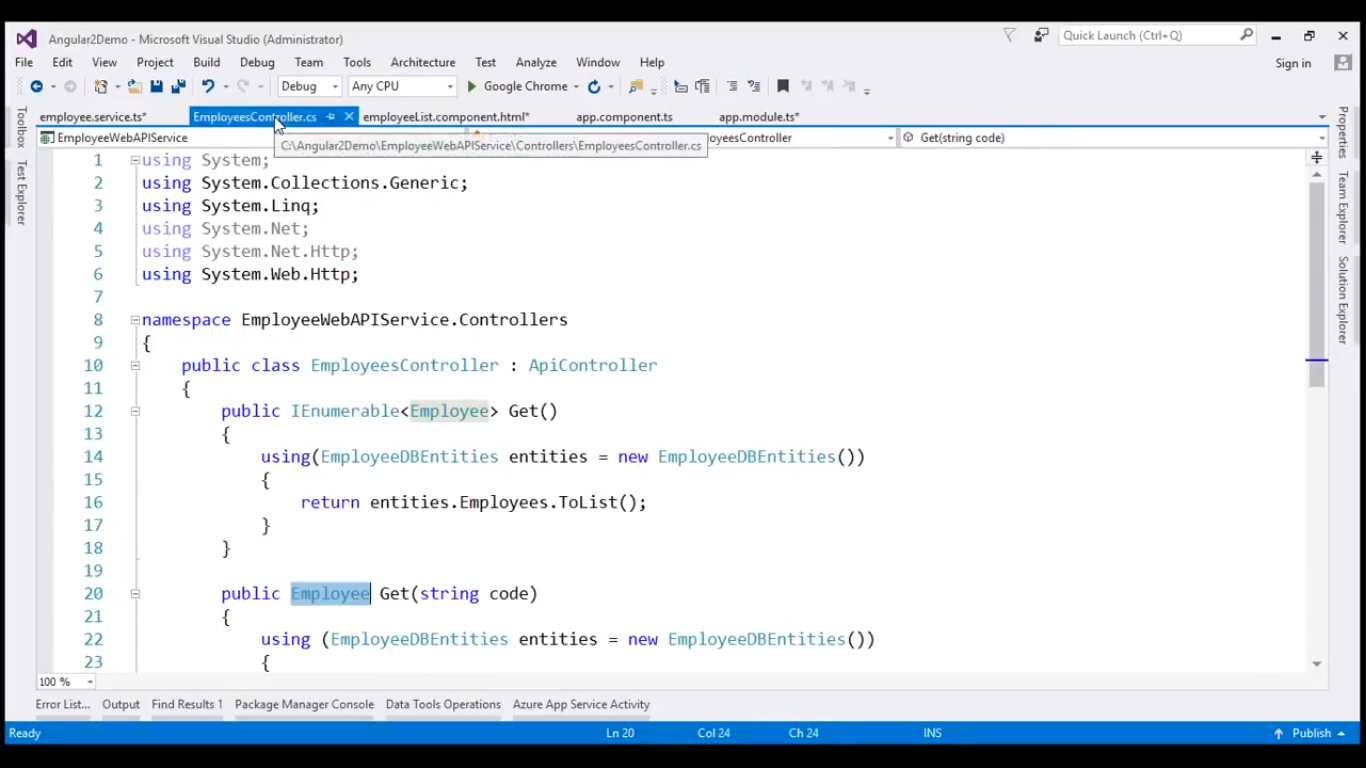 Angular2Demo - Microsoft Visual Studio (Administrator)
Quick Launch (Ctrl+Q)
File Edit View Project Build Debug Team Tools Architecture Test Analyze Window Help
Sign in
Debug Any CPU Google Chrome
employee.service.ts* EmployeesController.cs employeeList.component.html* app.component.ts app.module.ts*
EmployeeWebAPIService yeesController Get(string code)
C:\Angular2Demo\EmployeeWebAPIService\Controllers\EmployeesController.cs
Toolbox
Test Explorer
Properties
Team Explorer
Solution Explorer
1 using System;
2 using System.Collections.Generic;
3 using System.Linq;
4 using System.Net;
5 using System.Net.Http;
6 using System.Web.Http;
7
8 namespace EmployeeWebAPIService.Controllers
9 {
10 public class EmployeesController : ApiController
11 {
12 public IEnumerable<Employee> Get()
13 {
14 using(EmployeeDBEntities entities = new EmployeeDBEntities())
15 {
16 return entities.Employees.ToList();
17 }
18 }
19
20 public Employee Get(string code)
21 {
22 using (EmployeeDBEntities entities = new EmployeeDBEntities())
23 {
100 %
Error List... Output Find Results 1 Package Manager Console Data Tools Operations Azure App Service Activity
Ready Ln 20 Col 24 Ch 24 INS Publish